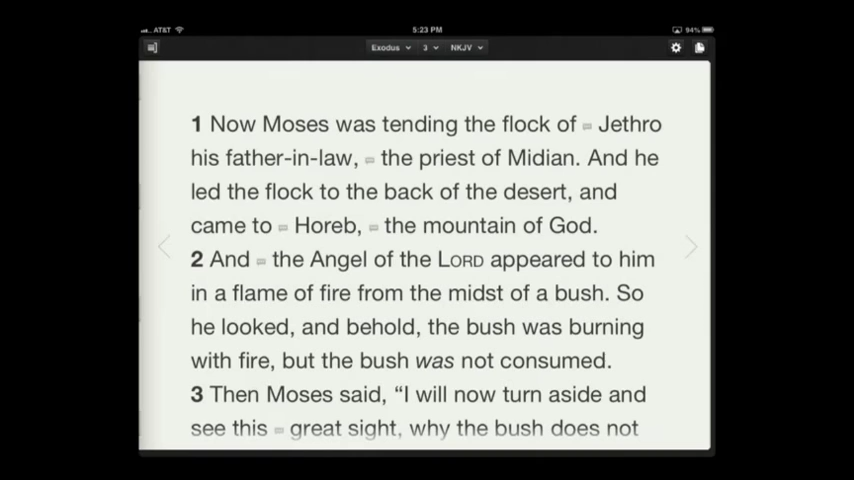 AT&T 5:23 PM 94%
Exodus 3 NKJV
1 Now Moses was tending the flock of Jethro
his father-in-law, the priest of Midian. And he
led the flock to the back of the desert, and
came to Horeb, the mountain of God.
2 And the Angel of the LORD appeared to him
in a flame of fire from the midst of a bush. So
he looked, and behold, the bush was burning
with fire, but the bush was not consumed.
3 Then Moses said, “I will now turn aside and
see this great sight, why the bush does not